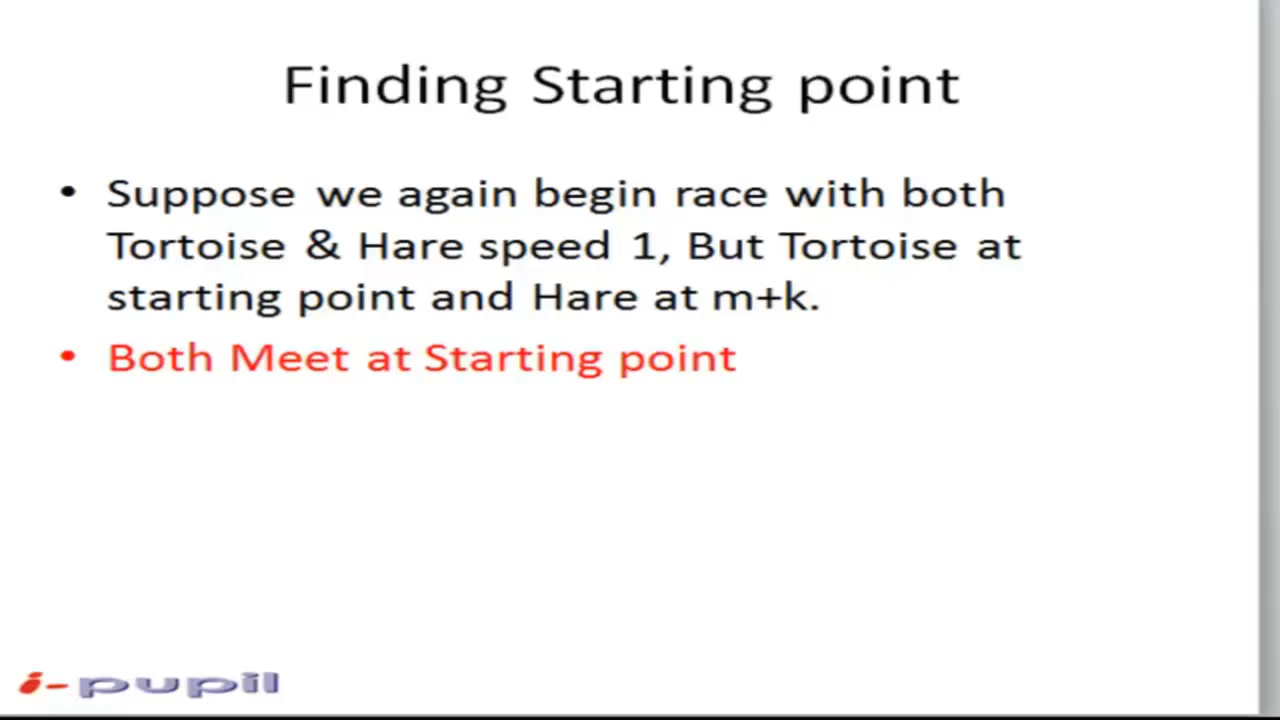 Finding Starting point
• Suppose we again begin race with both
Tortoise & Hare speed 1, But Tortoise at
starting point and Hare at m+k.
• Both Meet at Starting point
i-pupil